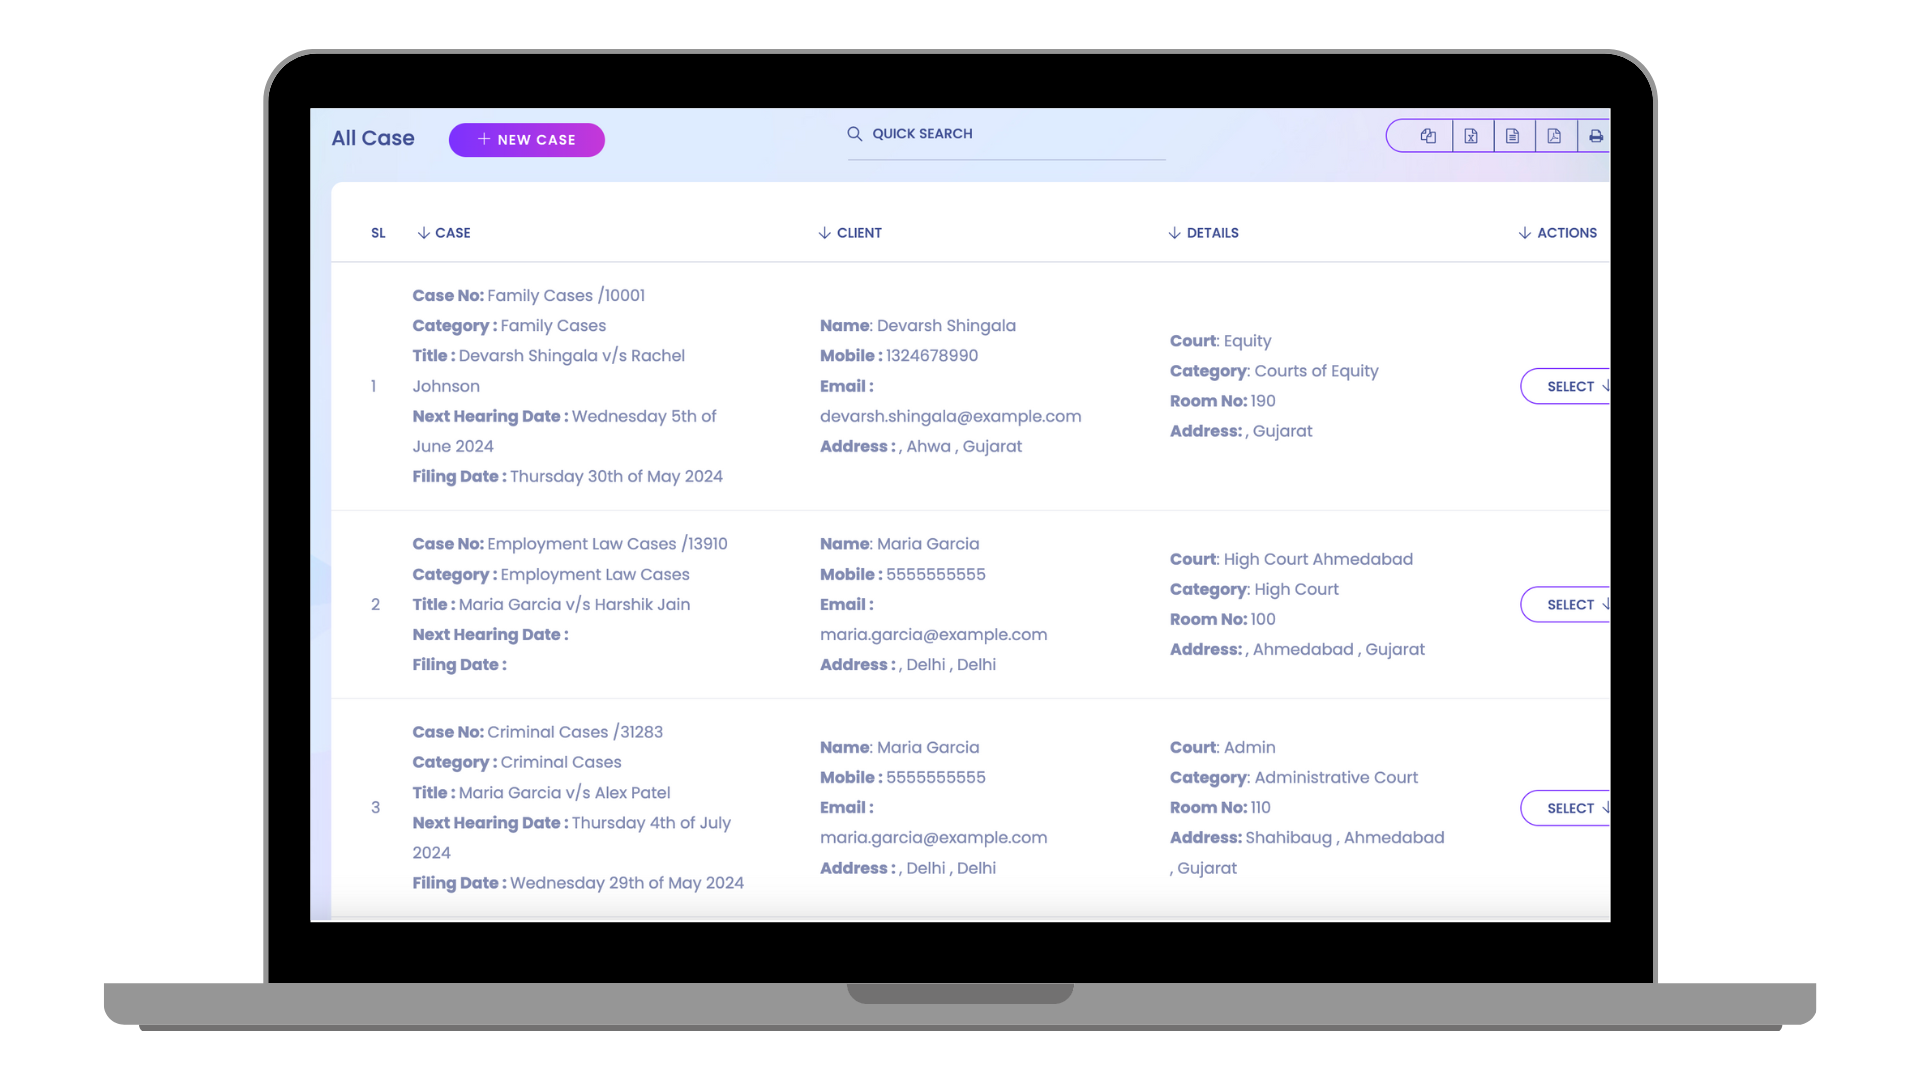 All Case
+ NEW CASE
QUICK SEARCH
SL
CASE
CLIENT
DETAILS
ACTIONS
1
Case No: Family Cases /10001
Category : Family Cases
Title : Devarsh Shingala v/s Rachel
Johnson
Next Hearing Date : Wednesday 5th of
June 2024
Filing Date : Thursday 30th of May 2024
Name: Devarsh Shingala
Mobile : 1324678990
Email :
devarsh.shingala@example.com
Address : , Ahwa , Gujarat
Court: Equity
Category: Courts of Equity
Room No: 190
Address: , Gujarat
SELECT
2
Case No: Employment Law Cases /13910
Category : Employment Law Cases
Title : Maria Garcia v/s Harshik Jain
Next Hearing Date :
Filing Date :
Name: Maria Garcia
Mobile : 5555555555
Email :
maria.garcia@example.com
Address : , Delhi , Delhi
Court: High Court Ahmedabad
Category: High Court
Room No: 100
Address: , Ahmedabad , Gujarat
SELECT
3
Case No: Criminal Cases /31283
Category : Criminal Cases
Title : Maria Garcia v/s Alex Patel
Next Hearing Date : Thursday 4th of July
2024
Filing Date : Wednesday 29th of May 2024
Name: Maria Garcia
Mobile : 5555555555
Email :
maria.garcia@example.com
Address : , Delhi , Delhi
Court: Admin
Category: Administrative Court
Room No: 110
Address: Shahibaug , Ahmedabad
, Gujarat
SELECT